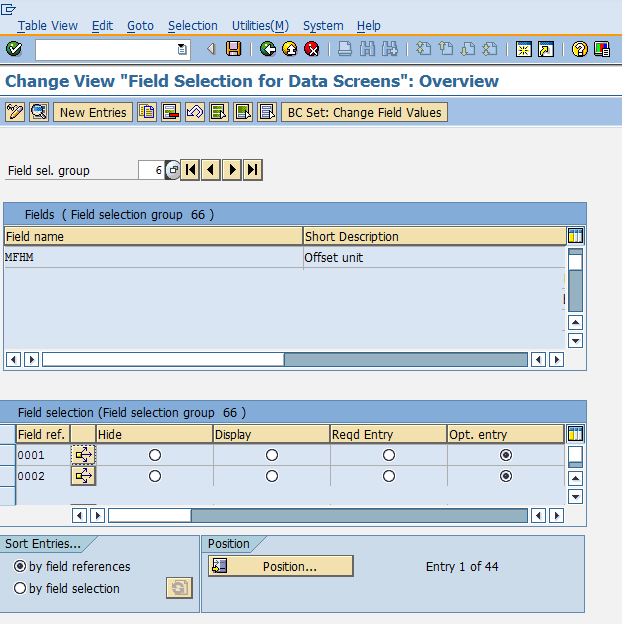 Table View Edit Goto Selection Utilities(M) System Help
Change View "Field Selection for Data Screens": Overview
New Entries BC Set: Change Field Values
Field sel. group 6
Fields ( Field selection group 66 )
Field name Short Description
MFHM Offset unit
Field selection (Field selection group 66 )
Field ref. Hide Display Reqd Entry Opt. entry
0001
0002
Sort Entries... Position
by field references Position... Entry 1 of 44
by field selection